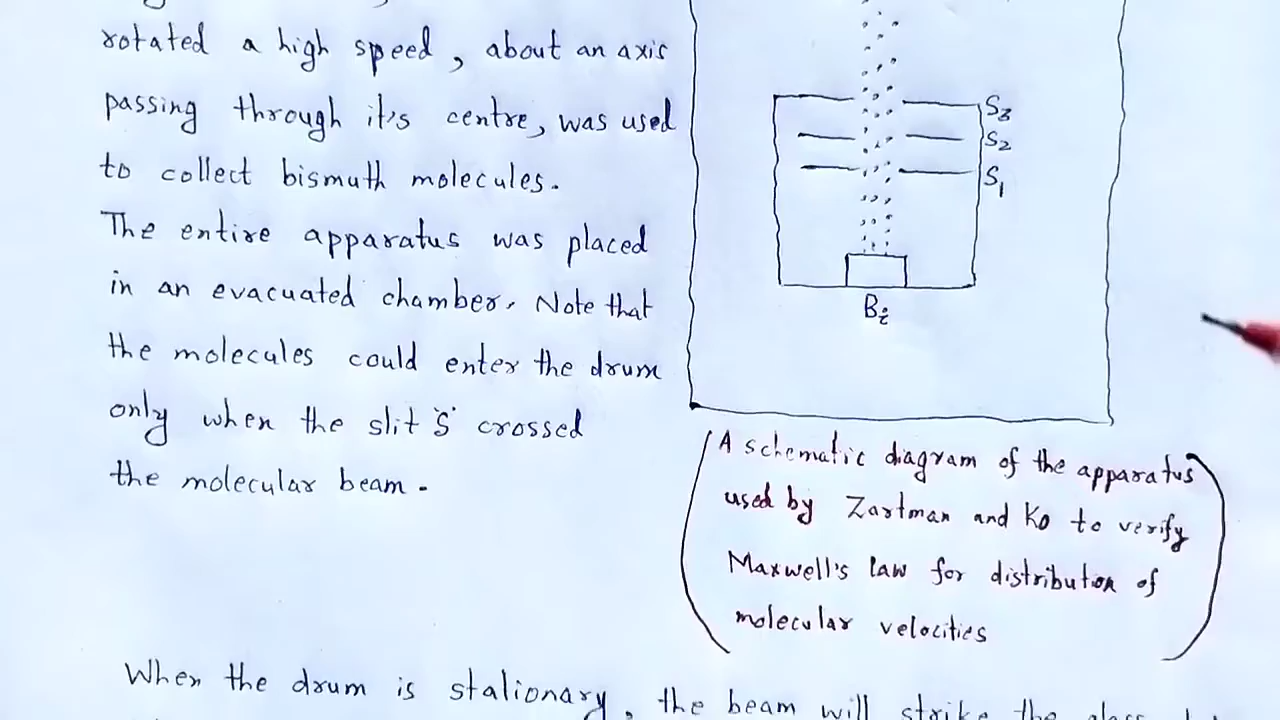 rotated a high speed, about an axis
passing through it's centre, was used
to collect bismuth molecules.
The entire apparatus was placed
in an evacuated chamber. Note that
the molecules could enter the drum
only when the slit 'S' crossed
the molecular beam.
S3
S2
S1
Bi
(A schematic diagram of the apparatus
used by Zartman and Ko to verify
Maxwell's law for distribution of
molecular velocities)
When the drum is stationary, the beam will strike the